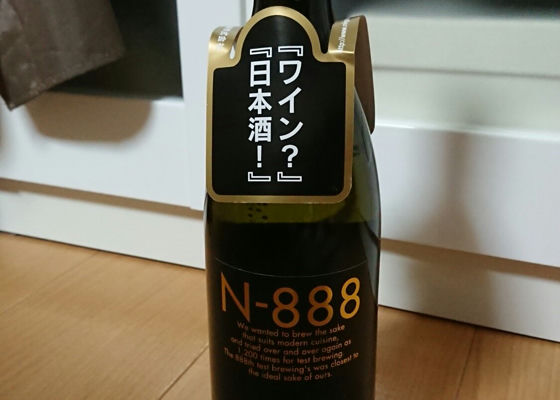 『ワイン？』
『日本酒！』
N-888
We wanted to brew the sake
that suits modern cuisine,
and tried over and over again as
1 200 times for test brewing.
The 888th test brewing's was closest to
the ideal sake of ours.